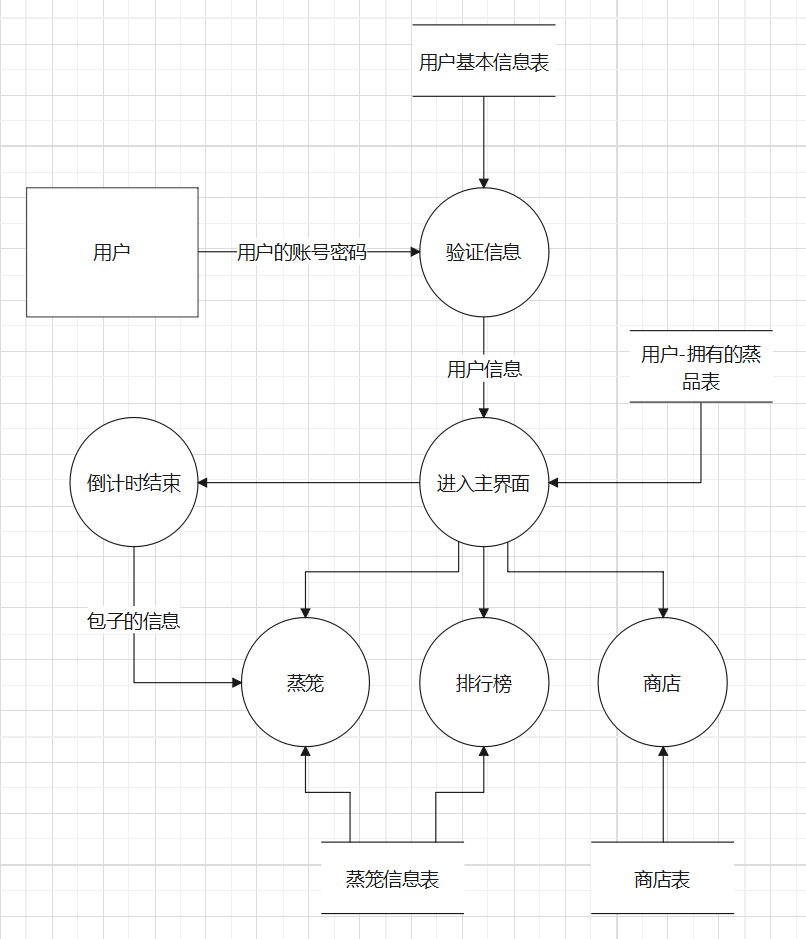 用户基本信息表
用户
用户的账号密码
验证信息
用户信息
用户-拥有的蒸
品表
倒计时结束
进入主界面
包子的信息
蒸笼
排行榜
商店
蒸笼信息表
商店表